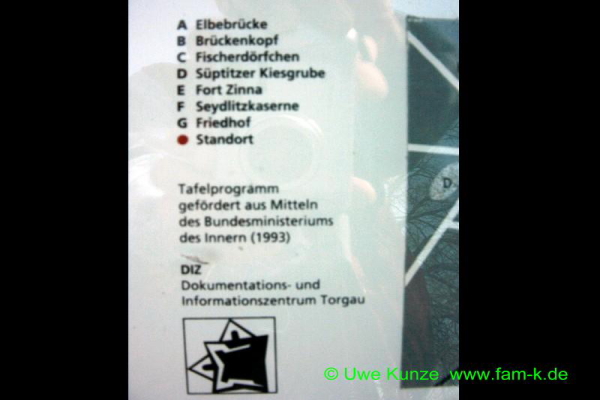 A Elbebrücke
B Brückenkopf
C Fischerdörfchen
D Süptitzer Kiesgrube
E Fort Zinna
F Seydlitzkaserne
G Friedhof
Standort
Tafelprogramm
gefördert aus Mitteln
des Bundesministeriums
des Innern (1993)
DIZ
Dokumentations- und
Informationszentrum Torgau
D
© Uwe Kunze www.fam-k.de